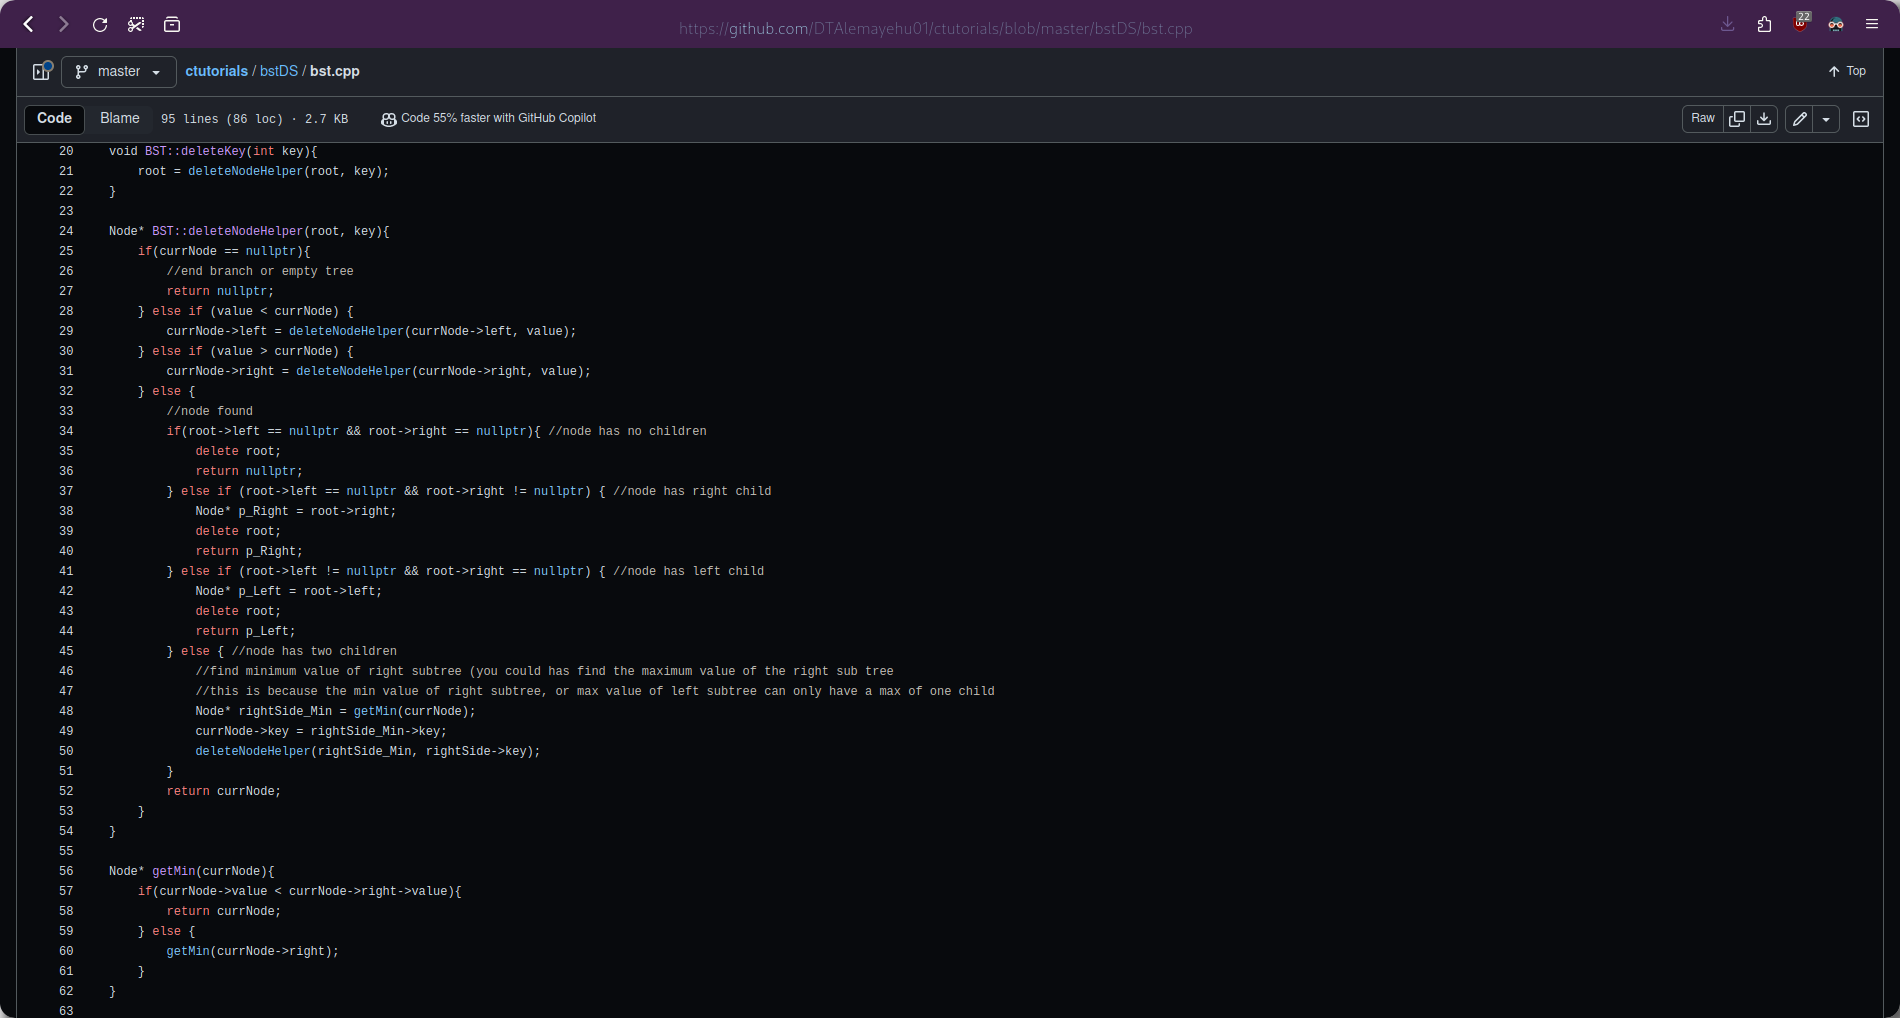 https://github.com/DTAlemayehu01/ctutorials/blob/master/bstDS/bst.cpp
22
master
ctutorials / bstDS / bst.cpp
Top
Code
Blame
95 lines (86 loc) · 2.7 KB
Code 55% faster with GitHub Copilot
Raw
20 void BST::deleteKey(int key){
21     root = deleteNodeHelper(root, key);
22 }
23
24 Node* BST::deleteNodeHelper(root, key){
25     if(currNode == nullptr){
26         //end branch or empty tree
27         return nullptr;
28     } else if (value < currNode) {
29         currNode->left = deleteNodeHelper(currNode->left, value);
30     } else if (value > currNode) {
31         currNode->right = deleteNodeHelper(currNode->right, value);
32     } else {
33         //node found
34         if(root->left == nullptr && root->right == nullptr){ //node has no children
35             delete root;
36             return nullptr;
37         } else if (root->left == nullptr && root->right != nullptr) { //node has right child
38             Node* p_Right = root->right;
39             delete root;
40             return p_Right;
41         } else if (root->left != nullptr && root->right == nullptr) { //node has left child
42             Node* p_Left = root->left;
43             delete root;
44             return p_Left;
45         } else { //node has two children
46             //find minimum value of right subtree (you could has find the maximum value of the right sub tree
47             //this is because the min value of right subtree, or max value of left subtree can only have a max of one child
48             Node* rightSide_Min = getMin(currNode);
49             currNode->key = rightSide_Min->key;
50             deleteNodeHelper(rightSide_Min, rightSide->key);
51         }
52         return currNode;
53     }
54 }
55
56 Node* getMin(currNode){
57     if(currNode->value < currNode->right->value){
58         return currNode;
59     } else {
60         getMin(currNode->right);
61     }
62 }
63